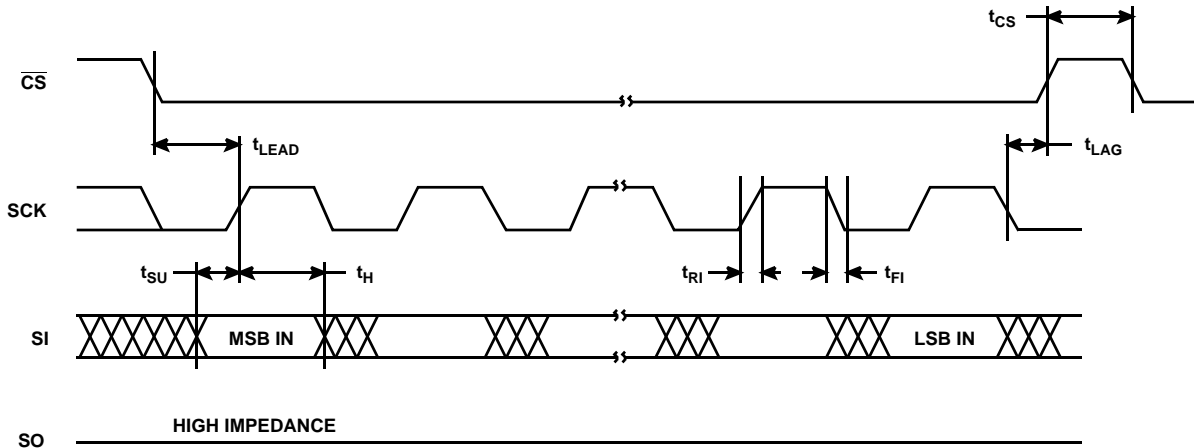 tCS
CS
tLEAD
tLAG
SCK
tSU
tH
tRI
tFI
SI
MSB IN
LSB IN
HIGH IMPEDANCE
SO